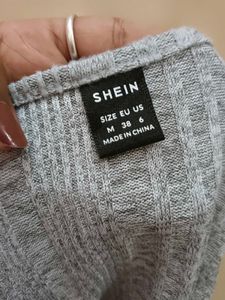 SHEIN
SIZE EU US
M 38 6
MADE IN CHINA